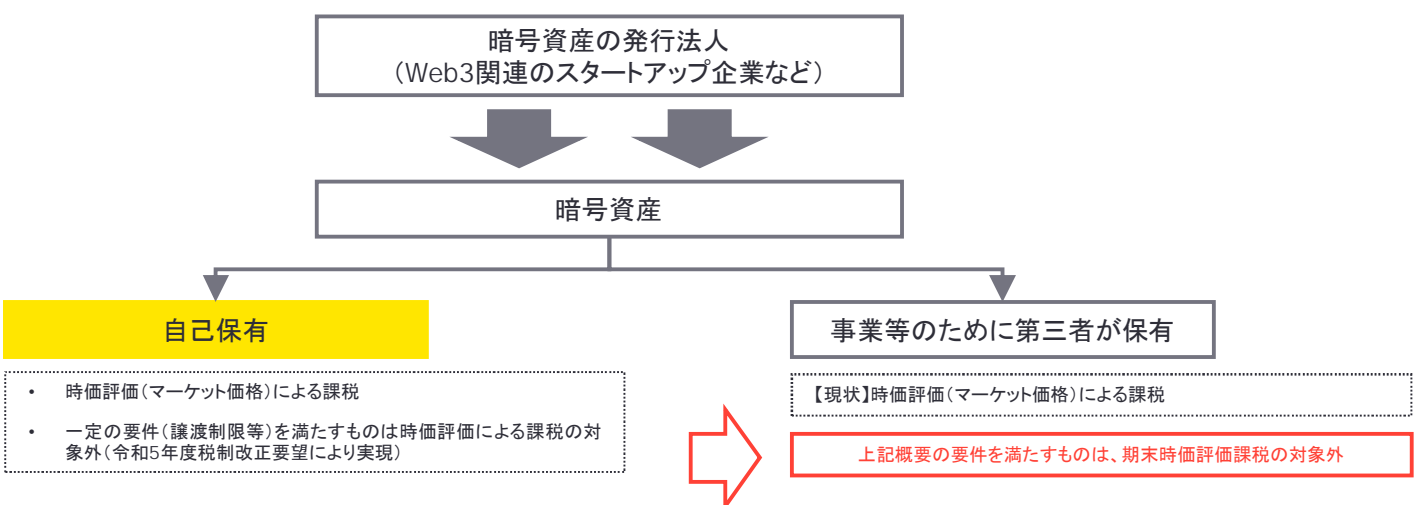 暗号資産の発行法人
（Web3関連のスタートアップ企業など）
暗号資産
自己保有
事業等のために第三者が保有
• 時価評価（マーケット価格）による課税
• 一定の要件（譲渡制限等）を満たすものは時価評価による課税の対
象外（令和5年度税制改正要望により実現）
【現状】時価評価（マーケット価格）による課税
上記概要の要件を満たすものは、期末時価評価課税の対象外